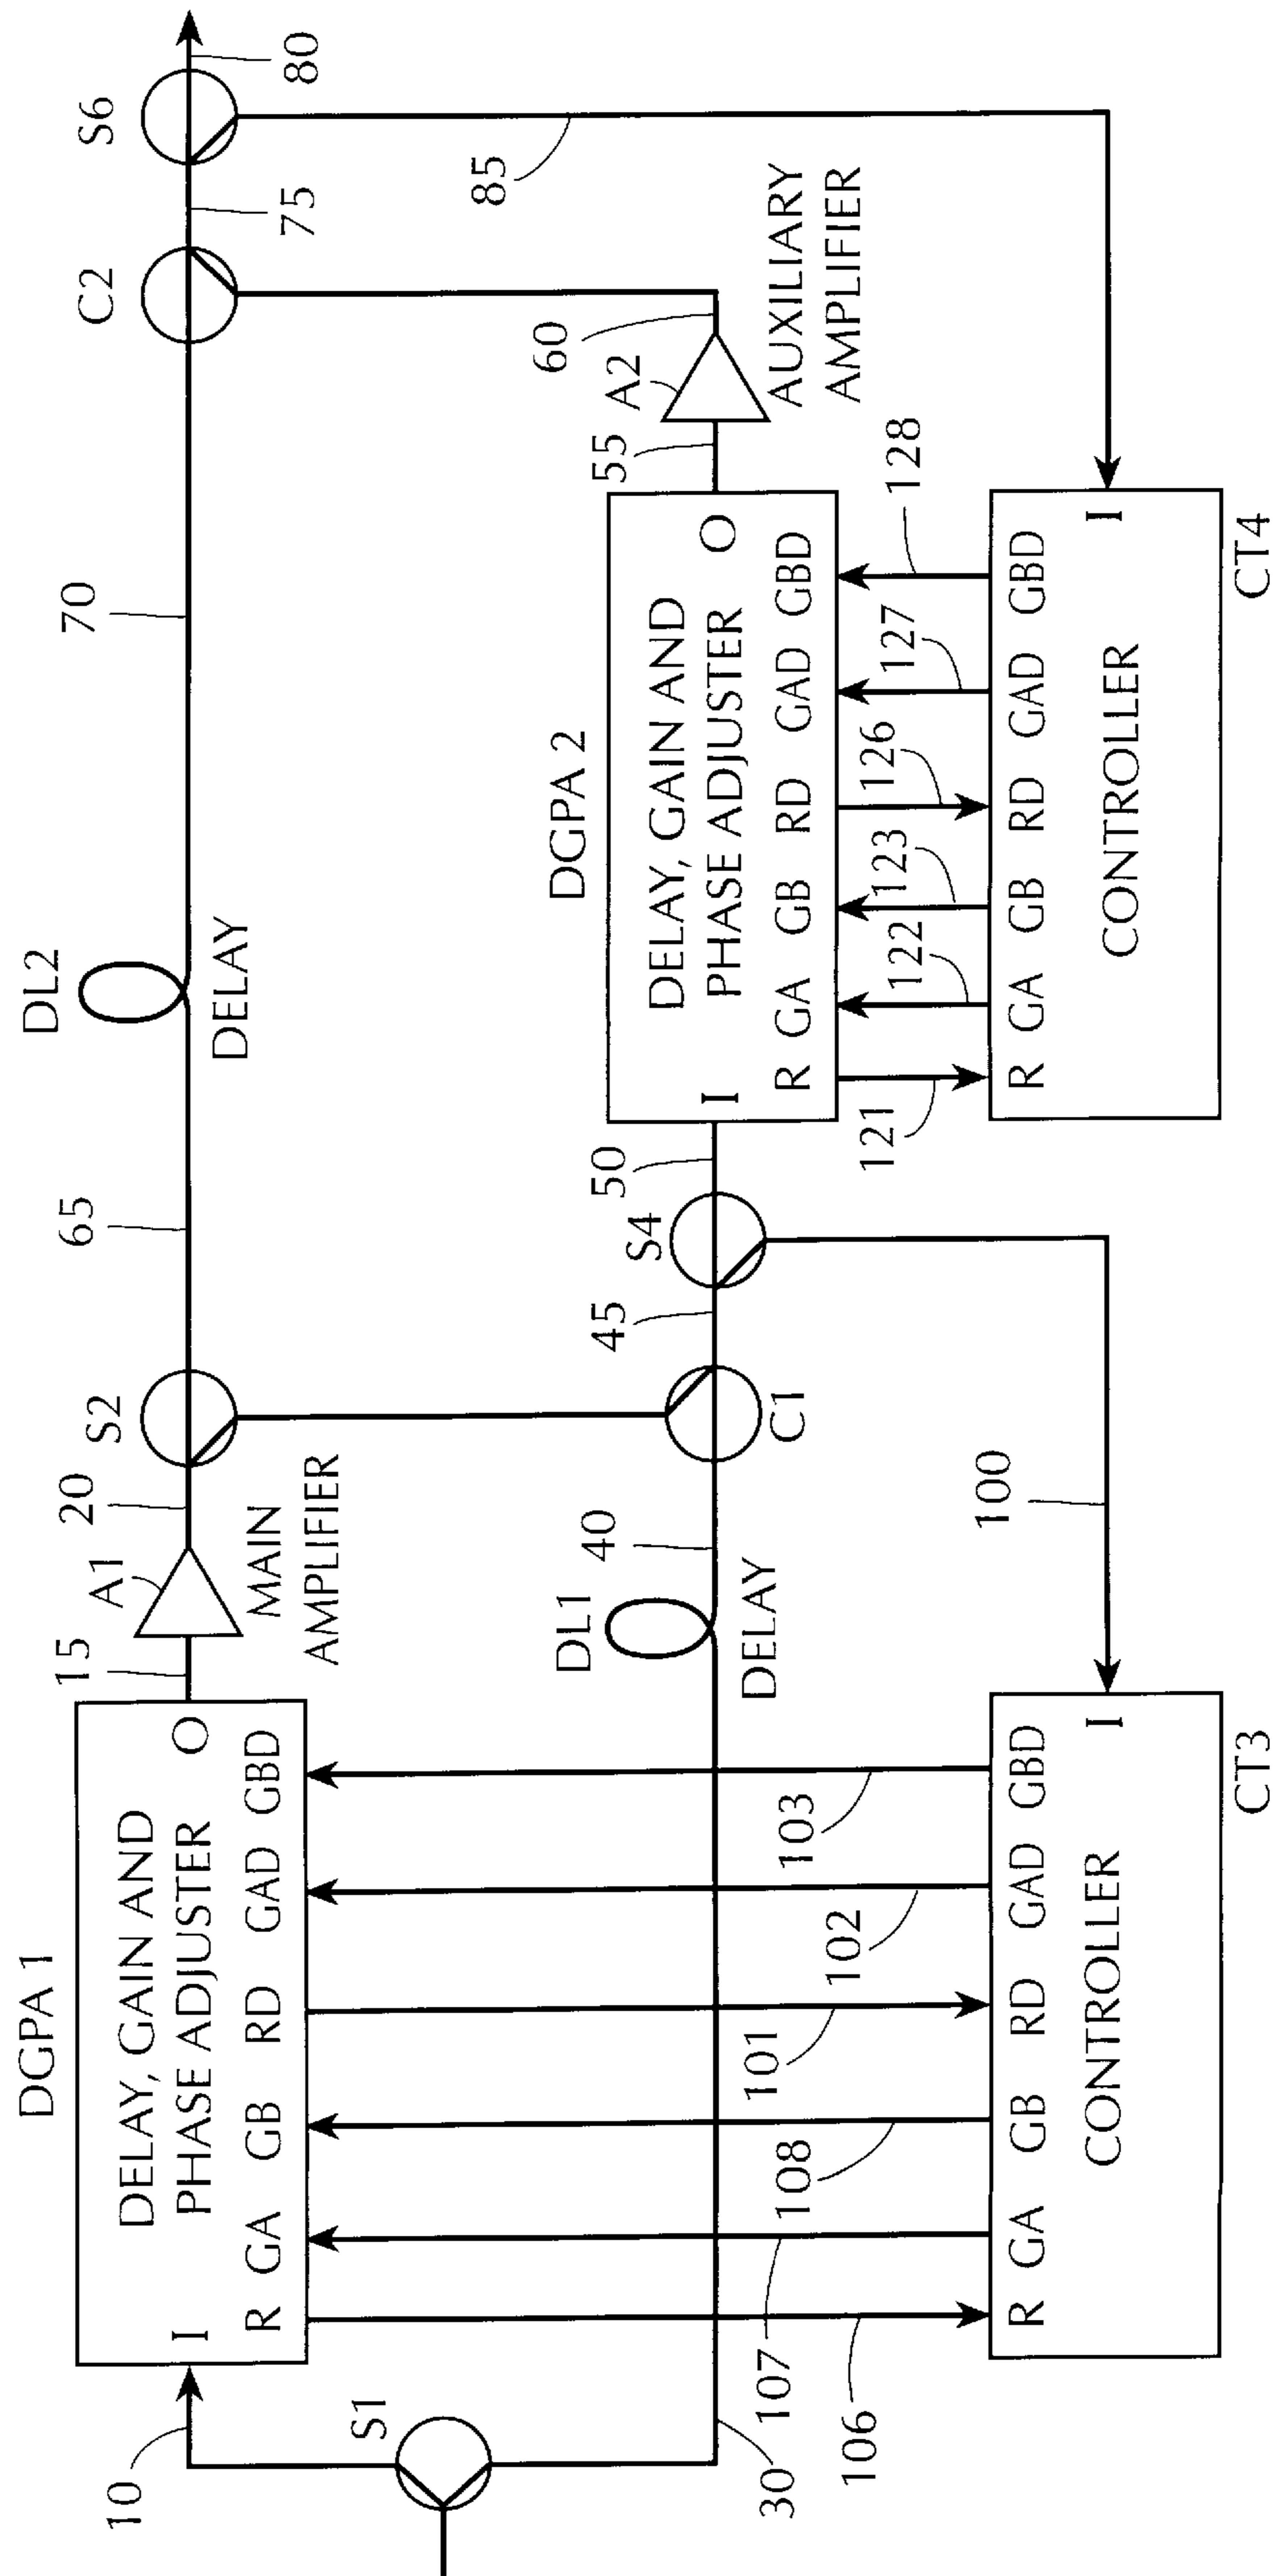 DGPA 1
DELAY, GAIN AND
PHASE ADJUSTER
I
O
R GA GB RD GAD GBD
10
S1
15
A1
MAIN
AMPLIFIER
20
S2
65
DL2
DELAY
70
C2
75
S6
80
85
30
DL1
DELAY
40
C1
45
S4
50
DGPA 2
DELAY, GAIN AND
PHASE ADJUSTER
I
O
R GA GB RD GAD GBD
55
A2
60
AUXILIARY
AMPLIFIER
106
107
108
101
102
103
100
R GA GB RD GAD GBD
I
CONTROLLER
CT3
121
122
123
126
127
128
R GA GB RD GAD GBD
I
CONTROLLER
CT4